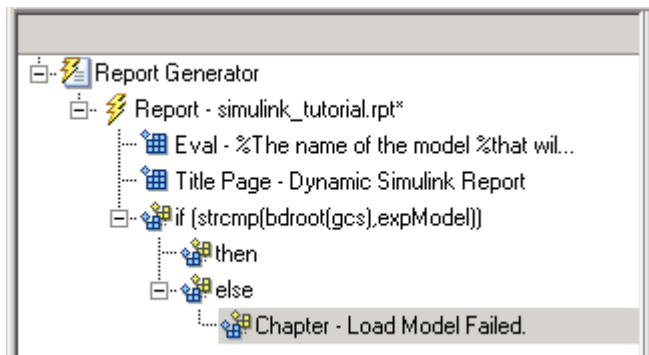 Report Generator
Report - simulink_tutorial.rpt*
Eval - %The name of the model %that wil...
Title Page - Dynamic Simulink Report
if (strcmp(bdroot(gcs),expModel))
then
else
Chapter - Load Model Failed.